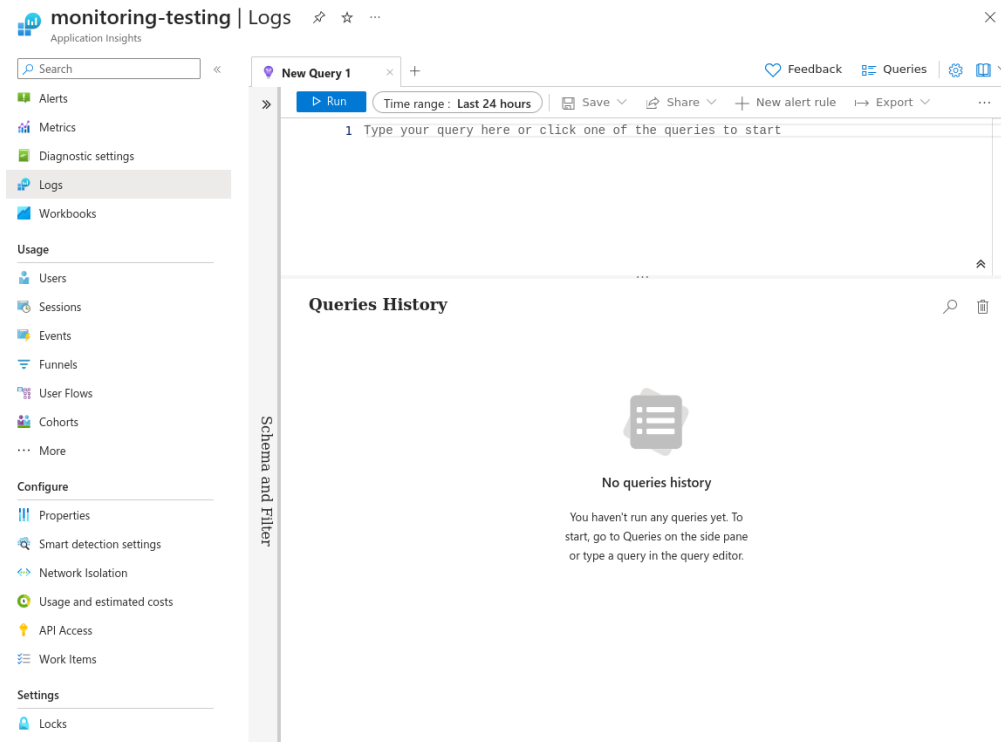 monitoring-testing | Logs
Application Insights
Search
Alerts
Metrics
Diagnostic settings
Logs
Workbooks
Usage
Users
Sessions
Events
Funnels
User Flows
Cohorts
More
Configure
Properties
Smart detection settings
Network Isolation
Usage and estimated costs
API Access
Work Items
Settings
Locks
New Query 1
Feedback
Queries
Run
Time range : Last 24 hours
Save
Share
New alert rule
Export
1 Type your query here or click one of the queries to start
Schema and Filter
Queries History
No queries history
You haven't run any queries yet. To
start, go to Queries on the side pane
or type a query in the query editor.